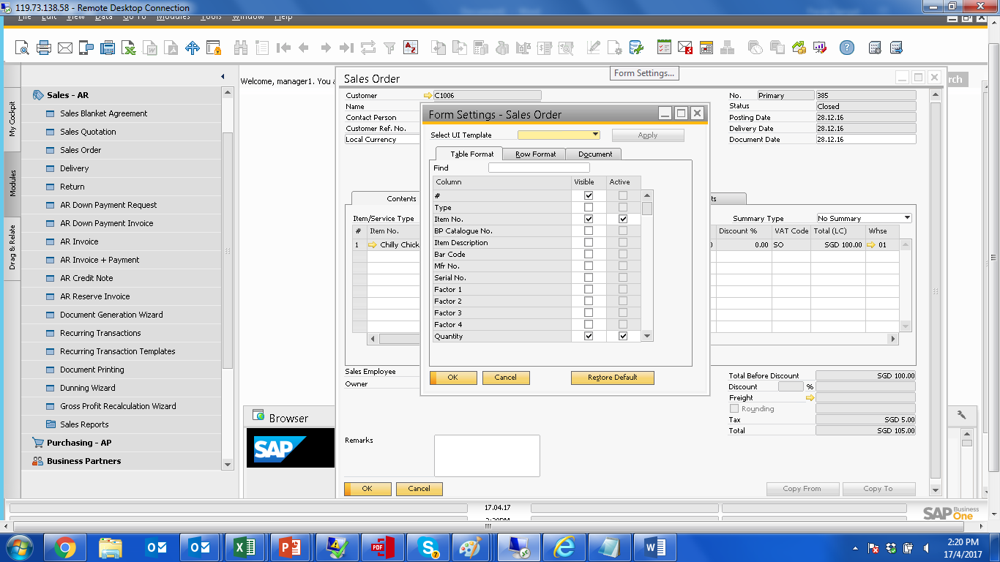 119.73.138.58 - Remote Desktop Connection
File Edit View Data Go To Modules Tools Window Help
Form Settings...
Welcome, manager1. You a
rch
My Cockpit
Modules
Drag & Relate
Sales - AR
Sales Blanket Agreement
Sales Quotation
Sales Order
Delivery
Return
AR Down Payment Request
AR Down Payment Invoice
AR Invoice
AR Invoice + Payment
AR Credit Note
AR Reserve Invoice
Document Generation Wizard
Recurring Transactions
Recurring Transaction Templates
Document Printing
Dunning Wizard
Gross Profit Recalculation Wizard
Sales Reports
Purchasing - AP
Business Partners
Browser
SAP
Sales Order
Customer C1006
Name
Contact Person
Customer Ref. No.
Local Currency
No. Primary 385
Status Closed
Posting Date 28.12.16
Delivery Date 28.12.16
Document Date 28.12.16
Contents
ts
Item/Service Type
Summary Type No Summary
# Item No. Discount % VAT Code Total (LC) Whse
1 Chilly Chick 0 0.00 SO SGD 100.00 01
Sales Employee
Owner
Remarks
Total Before Discount SGD 100.00
Discount %
Freight
Rounding
Tax SGD 5.00
Total SGD 105.00
OK Cancel Copy From Copy To
Form Settings - Sales Order
Select UI Template Apply
Table Format Row Format Document
Find
Column Visible Active
#
Type
Item No.
BP Catalogue No.
Item Description
Bar Code
Mfr No.
Serial No.
Factor 1
Factor 2
Factor 3
Factor 4
Quantity
OK Cancel Restore Default
17.04.17
2:20PM
SAP Business One
2:20 PM
17/4/2017